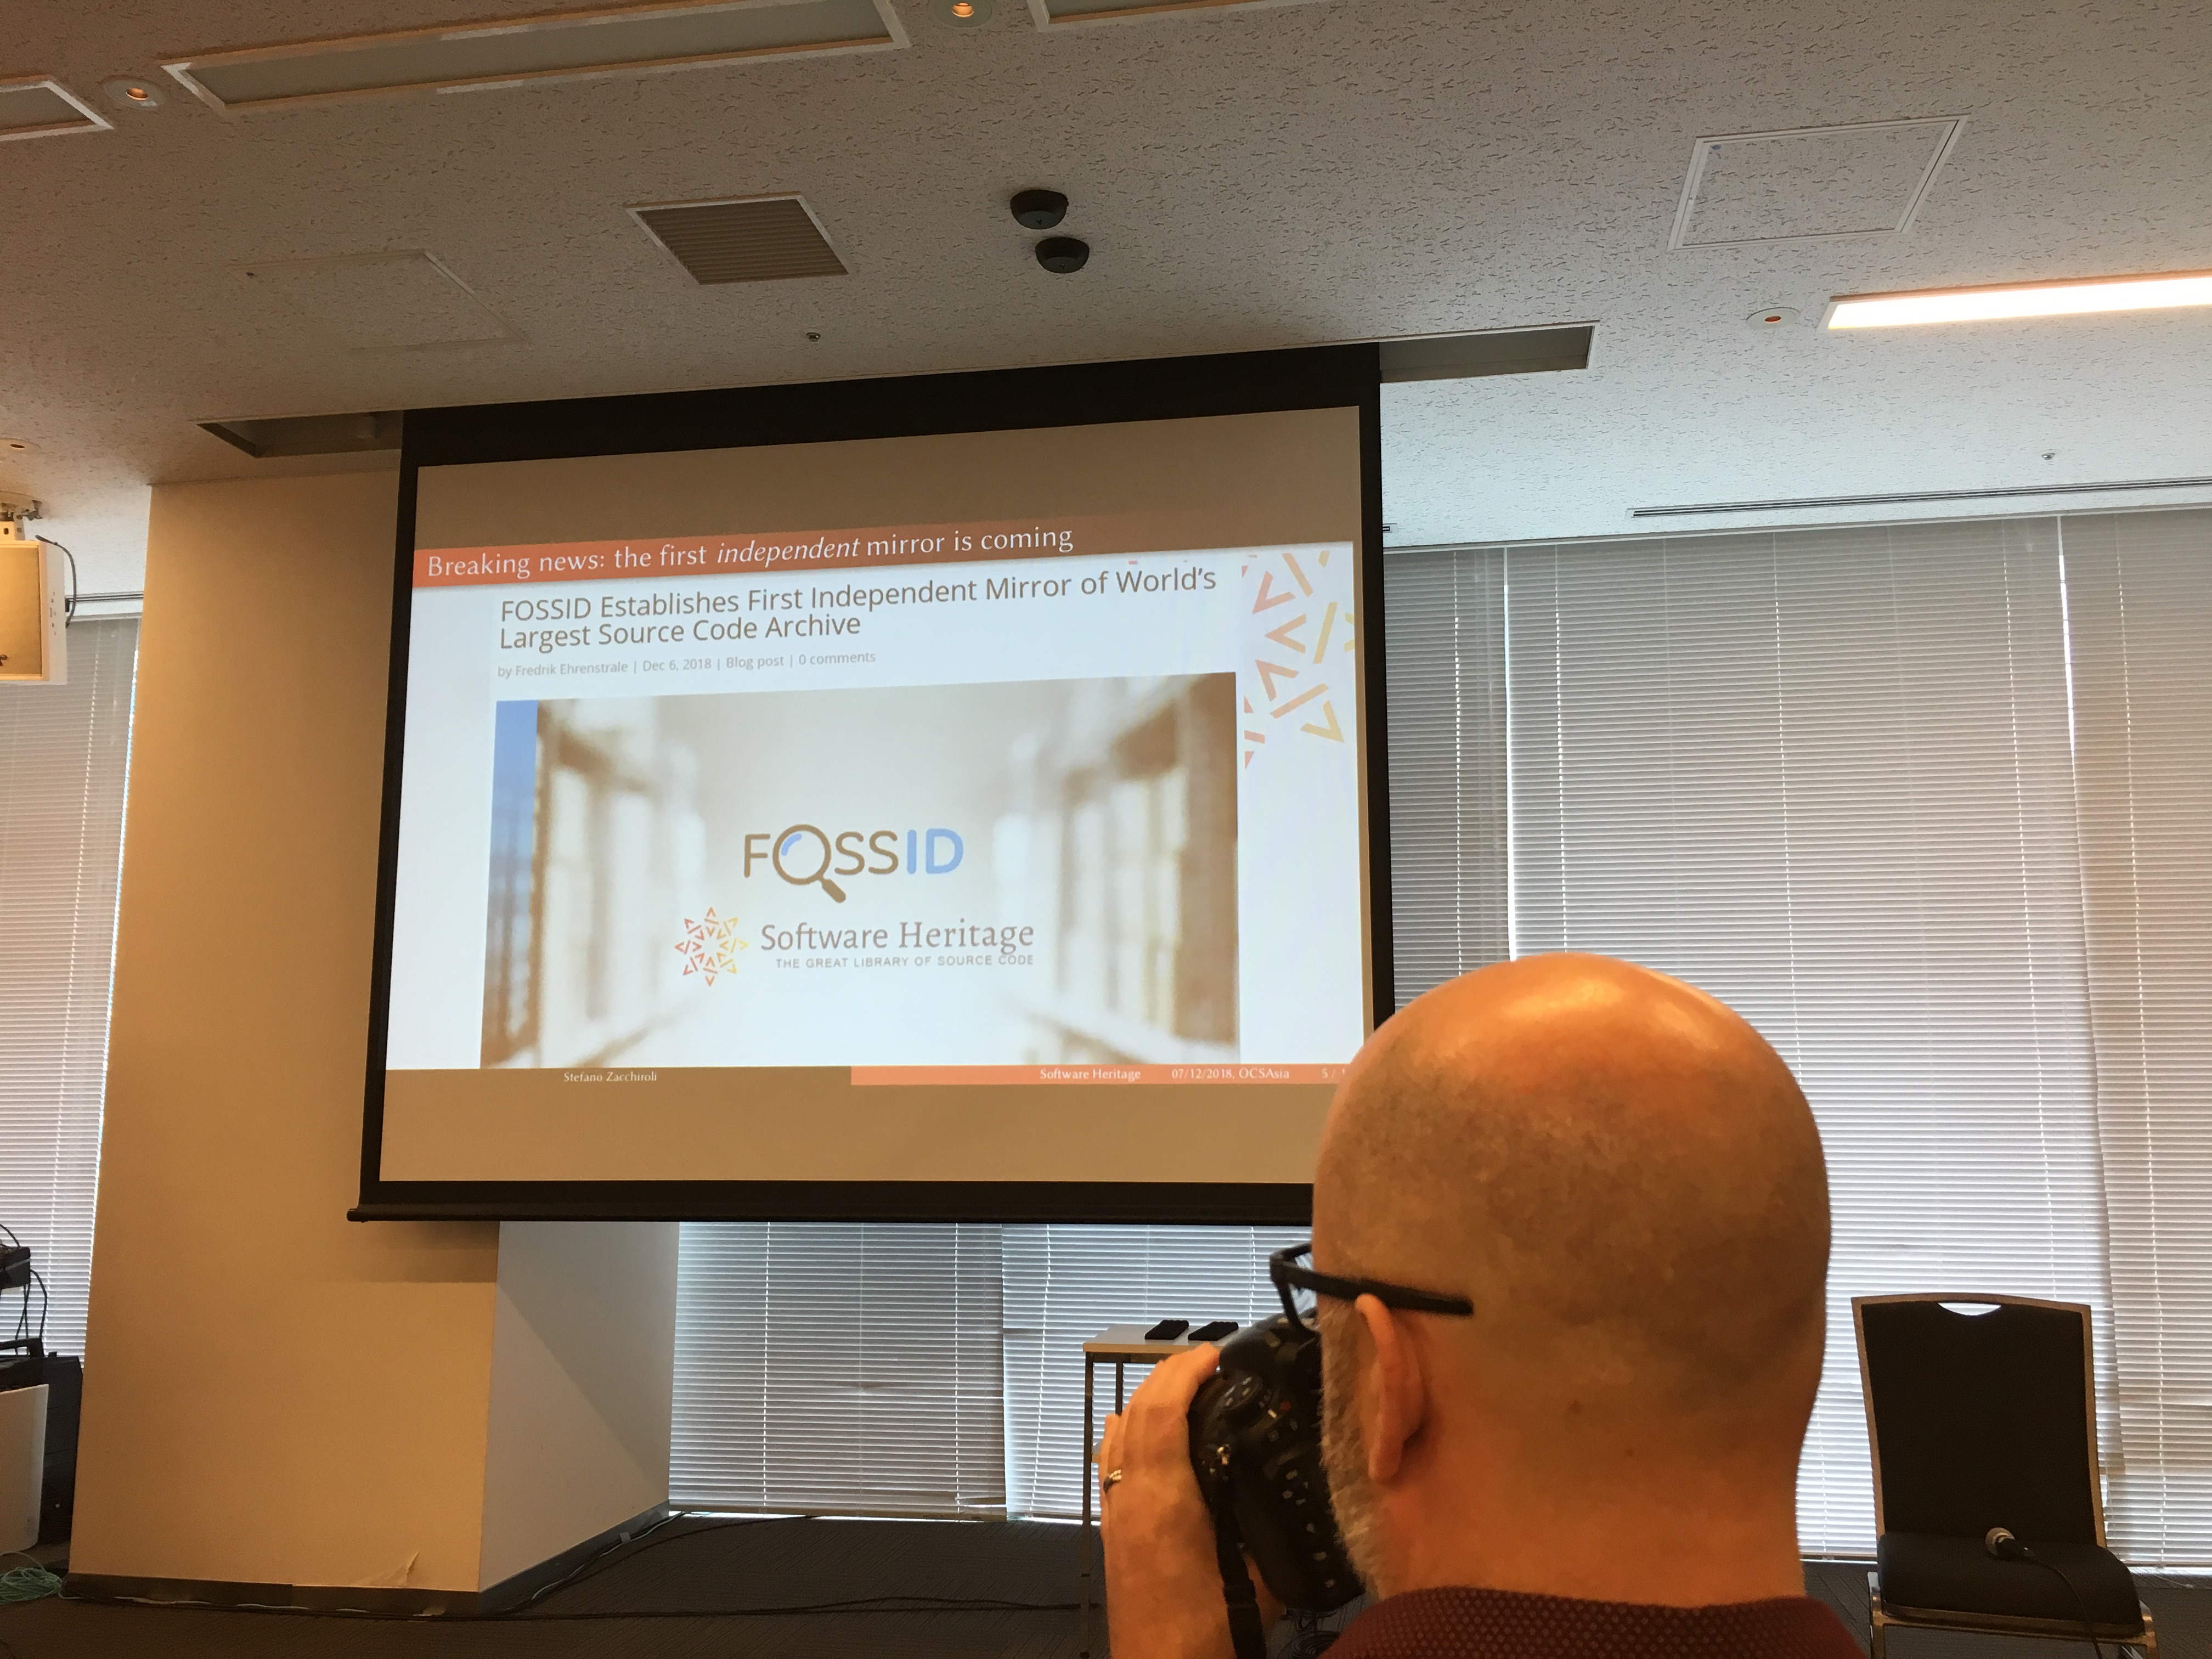 Breaking news: the first independent mirror is coming
FOSSID Establishes First Independent Mirror of World's
Largest Source Code Archive
by Fredrik Ehrenstrale | Dec 6, 2018 | Blog post | 0 comments
FOSSID
Software Heritage
THE GREAT LIBRARY OF SOURCE CODE
Stefano Zacchiroli
Software Heritage
07/12/2018, OCSAsia
5 /